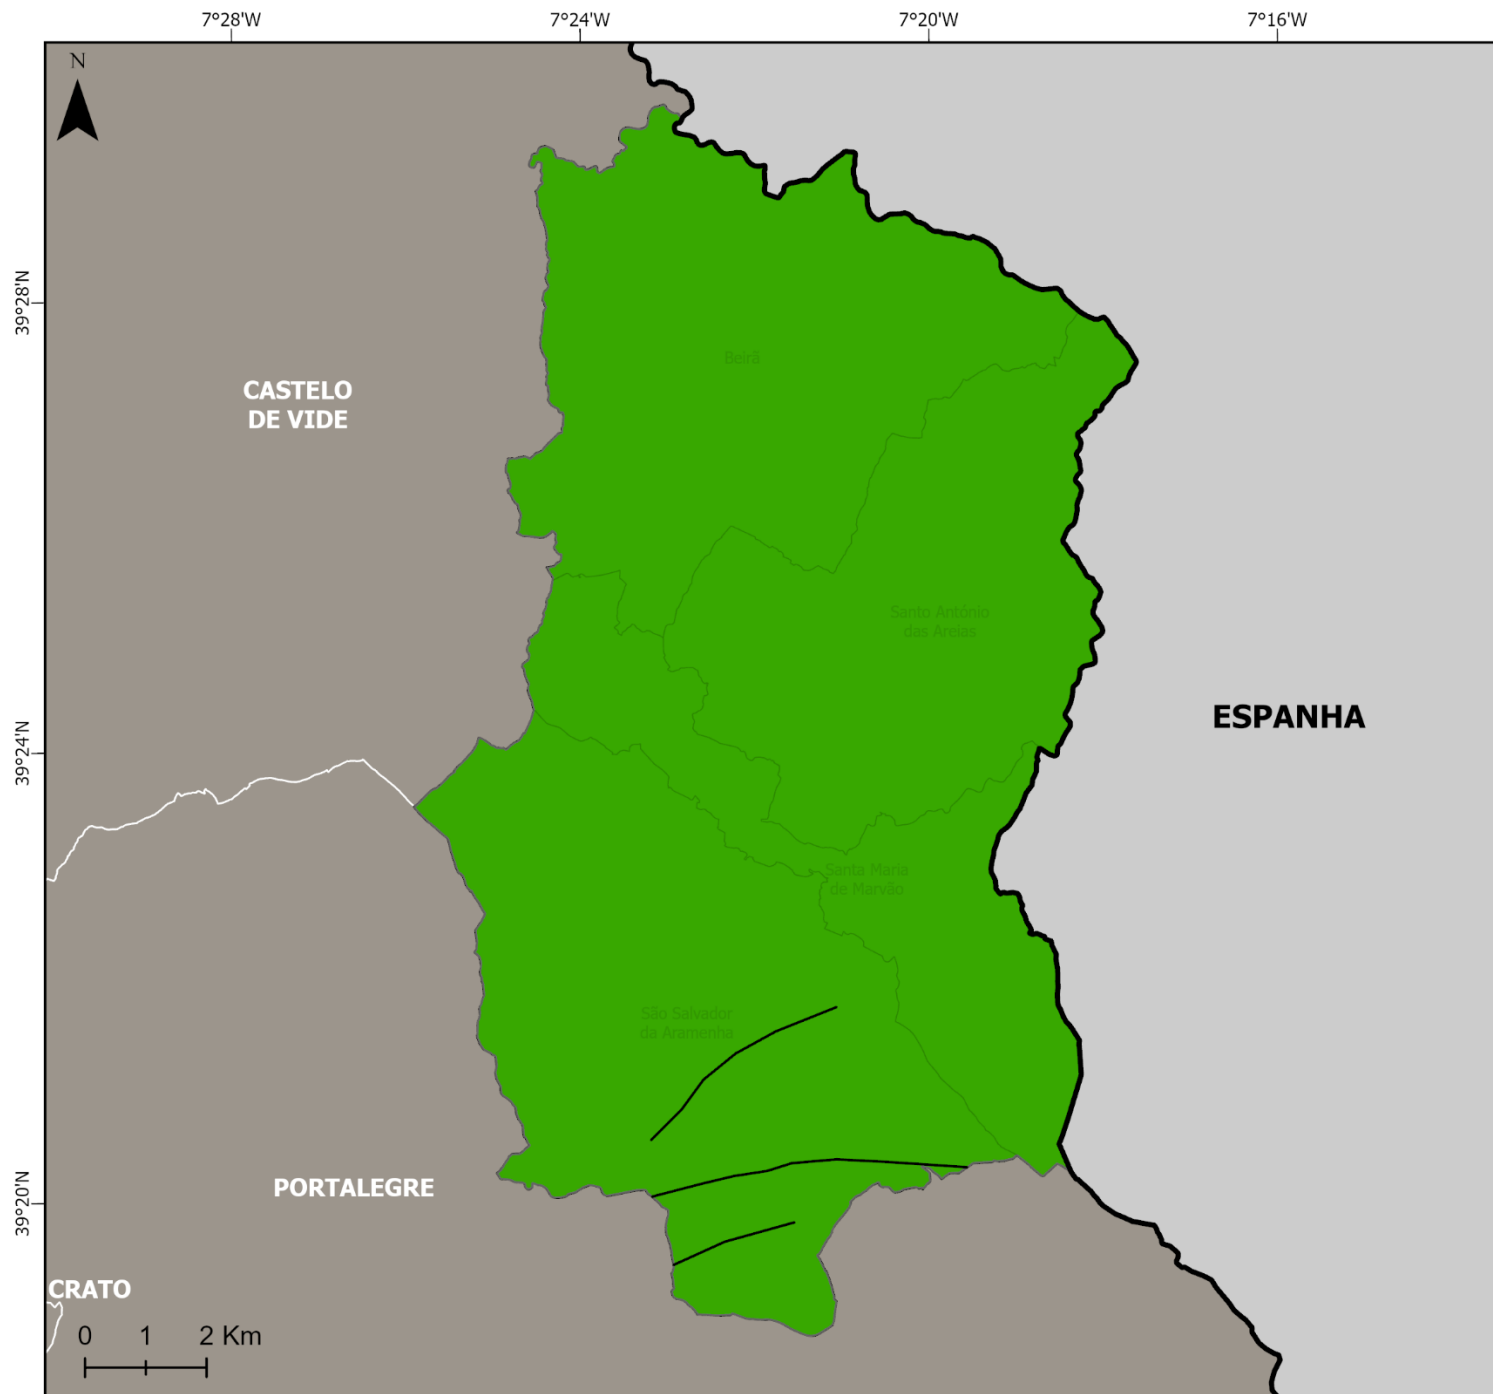 7°28'W
7°24'W
7°20'W
7°16'W
N
39°28'N
Beirã
CASTELO
DE VIDE
Santo António
das Areias
ESPANHA
39°24'N
Santa Maria
de Marvão
São Salvador
da Aramenha
PORTALEGRE
39°20'N
CRATO
0 1 2 Km